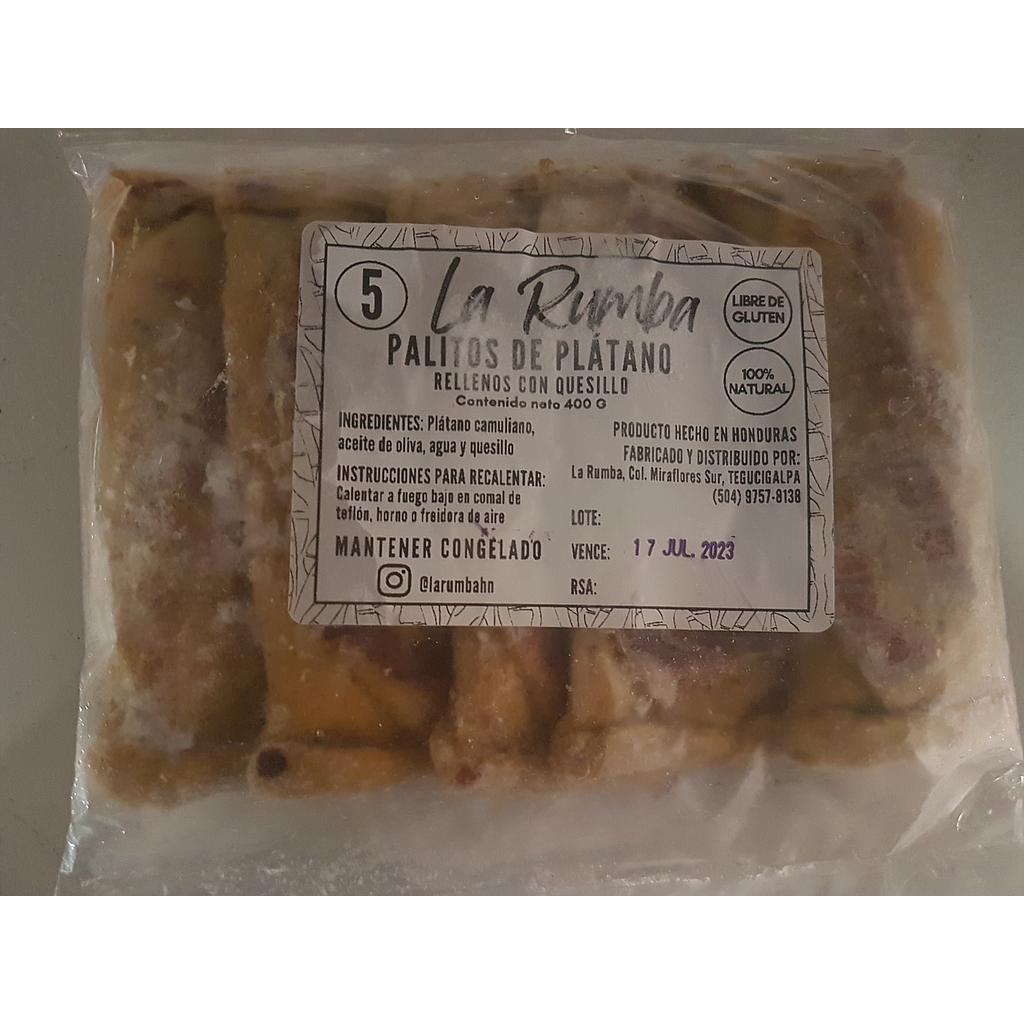 5
La Rumba
LIBRE DE
GLUTEN
100%
NATURAL
PALITOS DE PLÁTANO
RELLENOS CON QUESILLO
Contenido neto 400 G
INGREDIENTES: Plátano camuliano,
aceite de oliva, agua y quesillo
INSTRUCCIONES PARA RECALENTAR:
Calentar a fuego bajo en comal de
teflón, horno o freidora de aire
MANTENER CONGELADO
@larumbahn
PRODUCTO HECHO EN HONDURAS
FABRICADO Y DISTRIBUIDO POR:
La Rumba, Col. Miraflores Sur, TEGUCIGALPA
(504) 9757-8138
LOTE:
VENCE: 17 JUL. 2023
RSA: